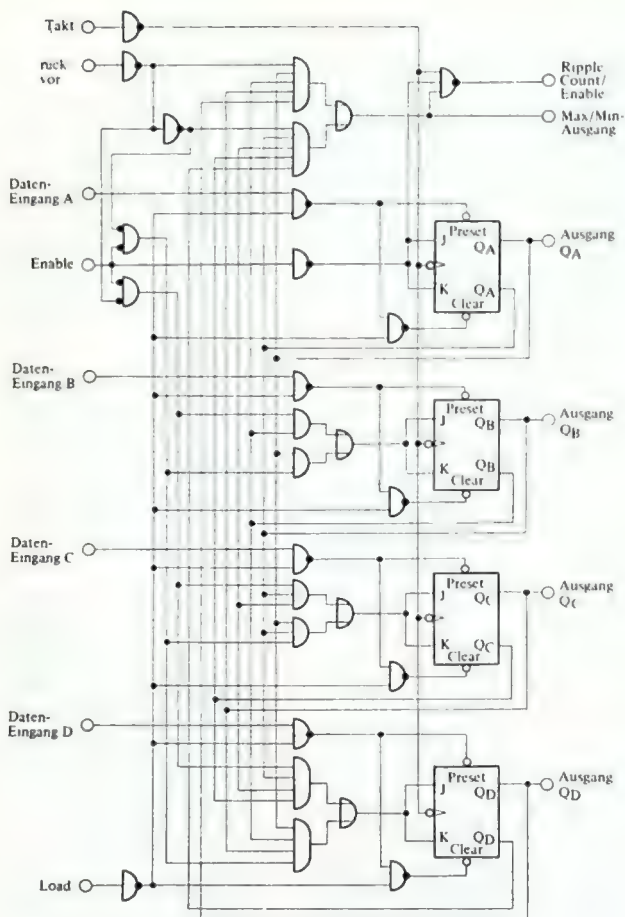 Takt
rück
vor
Ripple
Count/
Enable
Max/Min-
Ausgang
Daten-
Eingang A
Enable
Preset
J QA
K QA
Clear
Ausgang
QA
Daten-
Eingang B
Preset
J QB
K QB
Clear
Ausgang
QB
Daten-
Eingang C
Preset
J QC
K QC
Clear
Ausgang
QC
Daten-
Eingang D
Preset
J QD
K QD
Clear
Ausgang
QD
Load